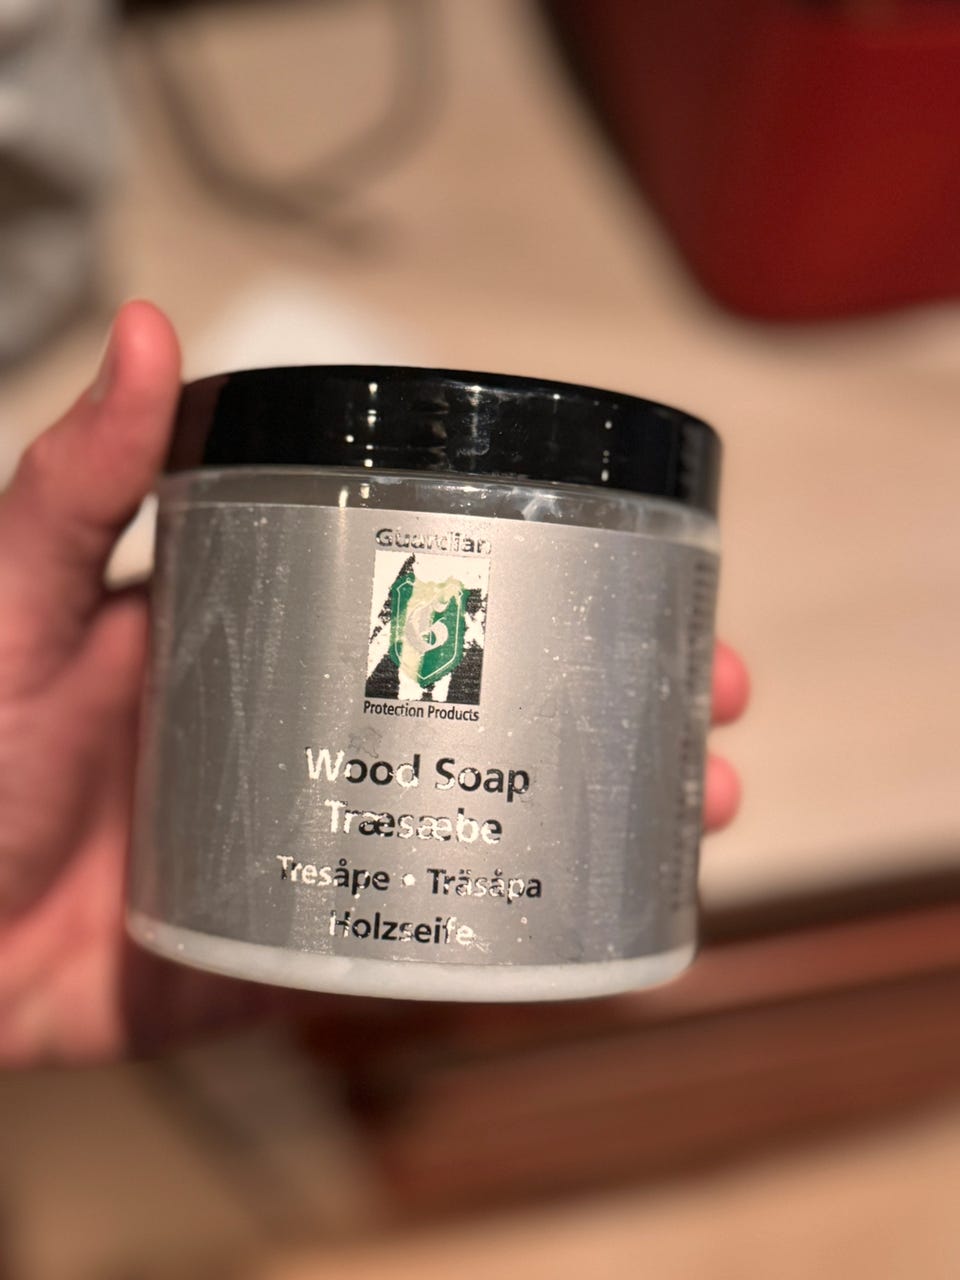 Guardian
G
Protection Products
Wood Soap
Træsæbe
Tresåpe • Träsåpa
Holzseife